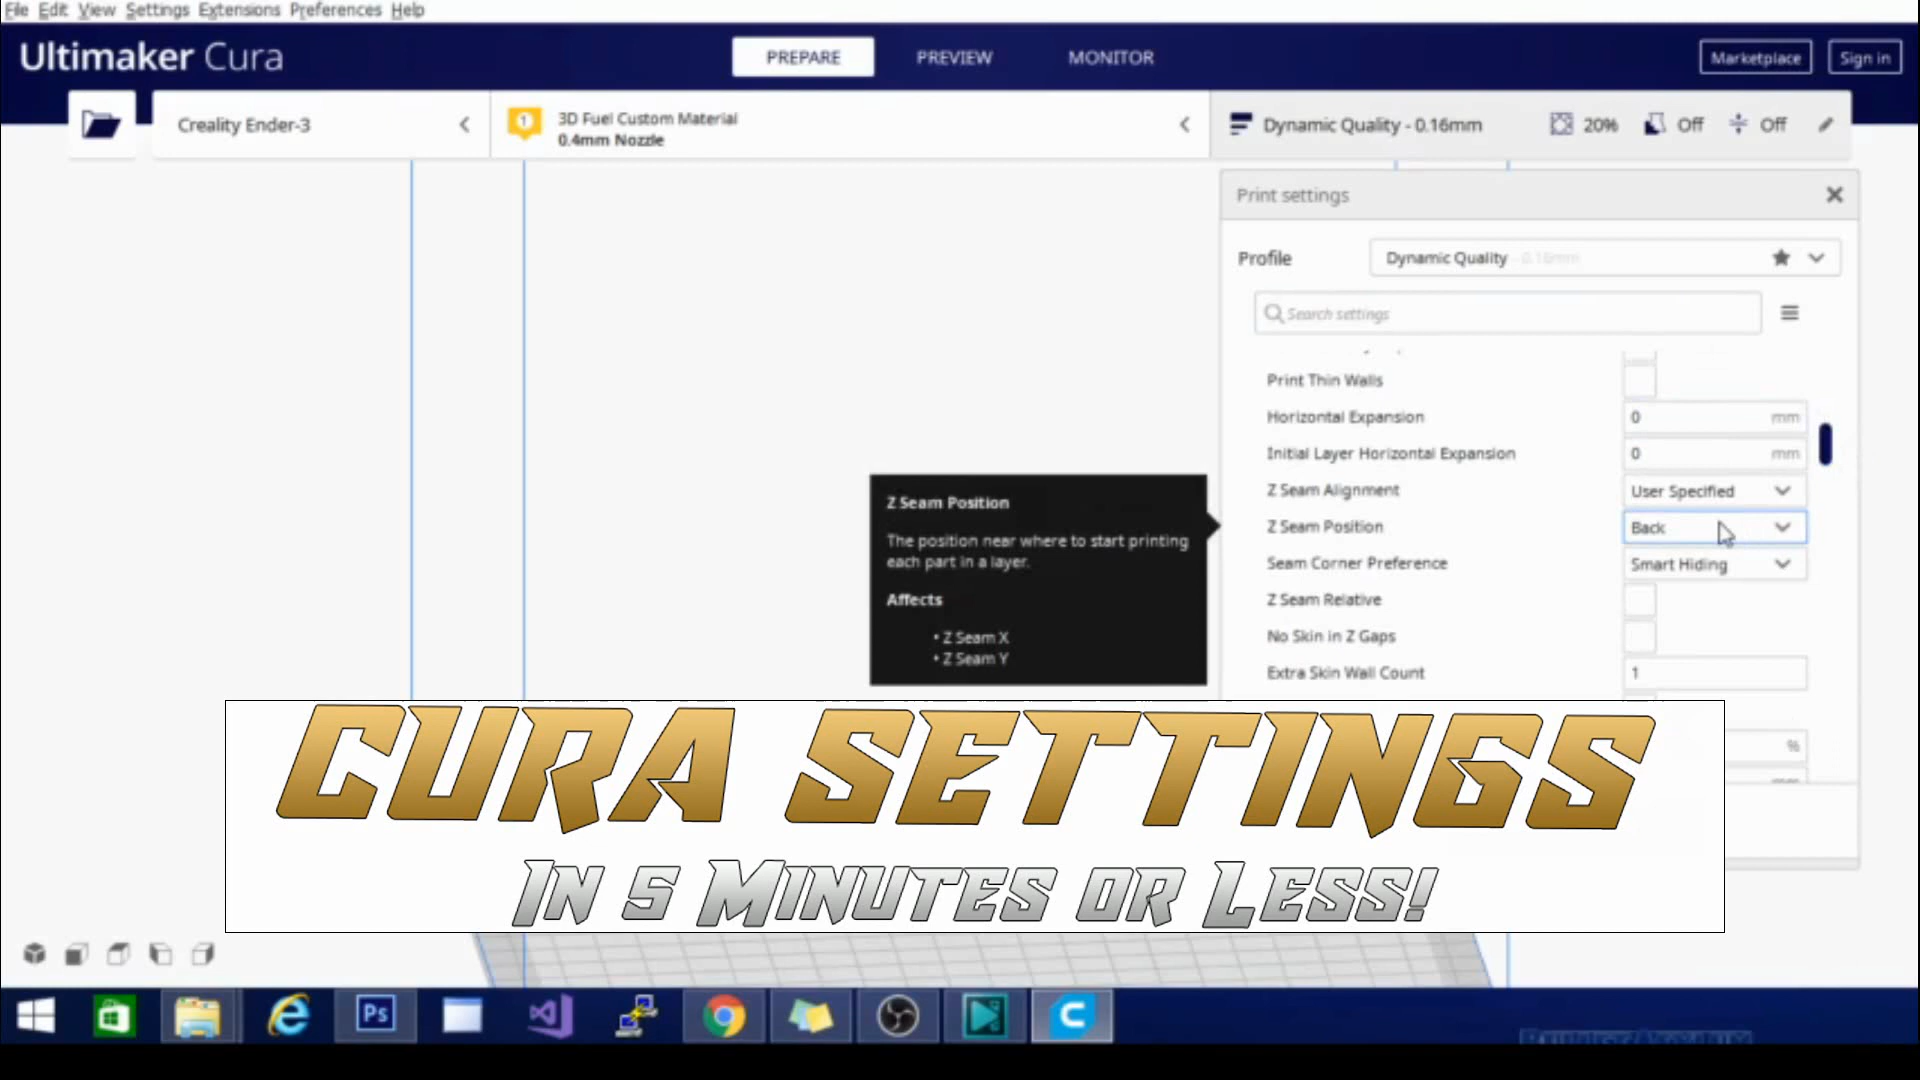 File Edit View Settings Extensions Preferences Help
Ultimaker Cura
PREPARE
PREVIEW
MONITOR
Marketplace
Sign in
Creality Ender-3
1
3D Fuel Custom Material
0.4mm Nozzle
Dynamic Quality - 0.16mm
20%
Off
Off
Print settings
Profile
Dynamic Quality - 0.16mm
Search settings
Print Thin Walls
Horizontal Expansion 0 mm
Initial Layer Horizontal Expansion 0 mm
Z Seam Alignment User Specified
Z Seam Position Back
Seam Corner Preference Smart Hiding
Z Seam Relative
No Skin in Z Gaps
Extra Skin Wall Count 1
%
Z Seam Position
The position near where to start printing
each part in a layer.
Affects
• Z Seam X
• Z Seam Y
CURA SETTINGS
IN 5 MINUTES OR LESS!
Ps